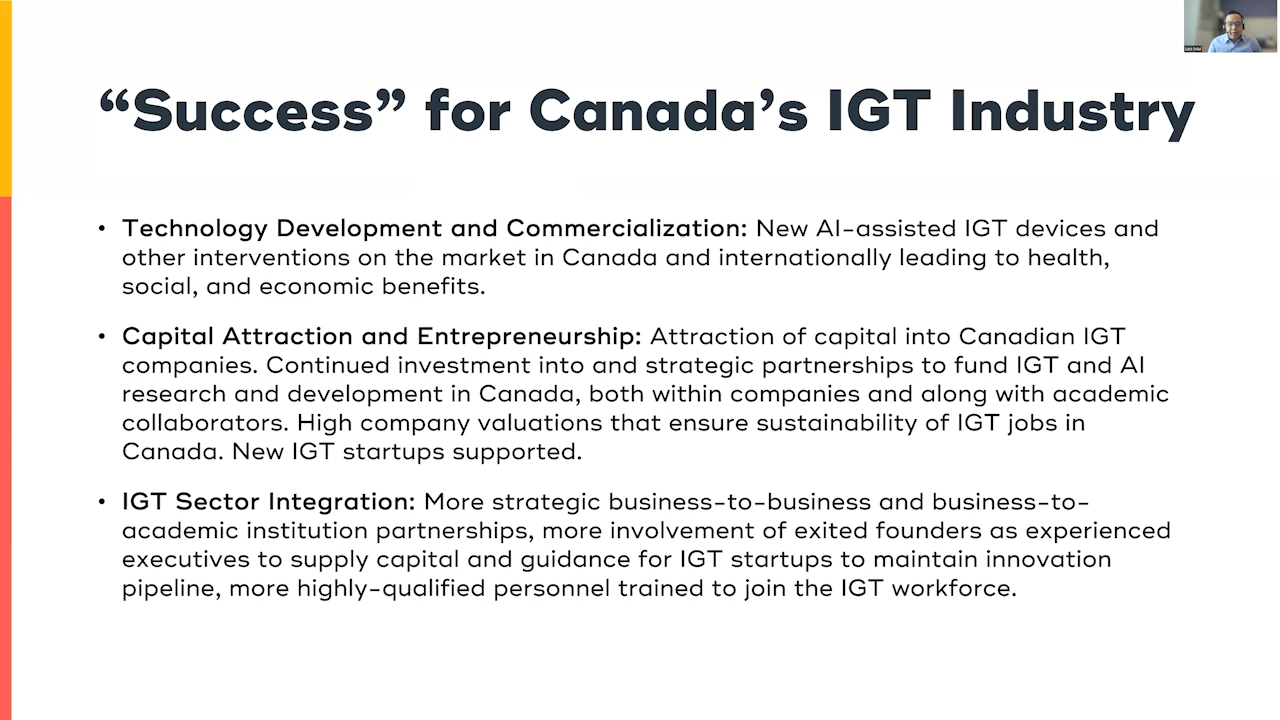 “Success” for Canada’s IGT Industry
• Technology Development and Commercialization: New AI-assisted IGT devices and
other interventions on the market in Canada and internationally leading to health,
social, and economic benefits.
• Capital Attraction and Entrepreneurship: Attraction of capital into Canadian IGT
companies. Continued investment into and strategic partnerships to fund IGT and AI
research and development in Canada, both within companies and along with academic
collaborators. High company valuations that ensure sustainability of IGT jobs in
Canada. New IGT startups supported.
• IGT Sector Integration: More strategic business-to-business and business-to-
academic institution partnerships, more involvement of exited founders as experienced
executives to supply capital and guidance for IGT startups to maintain innovation
pipeline, more highly-qualified personnel trained to join the IGT workforce.